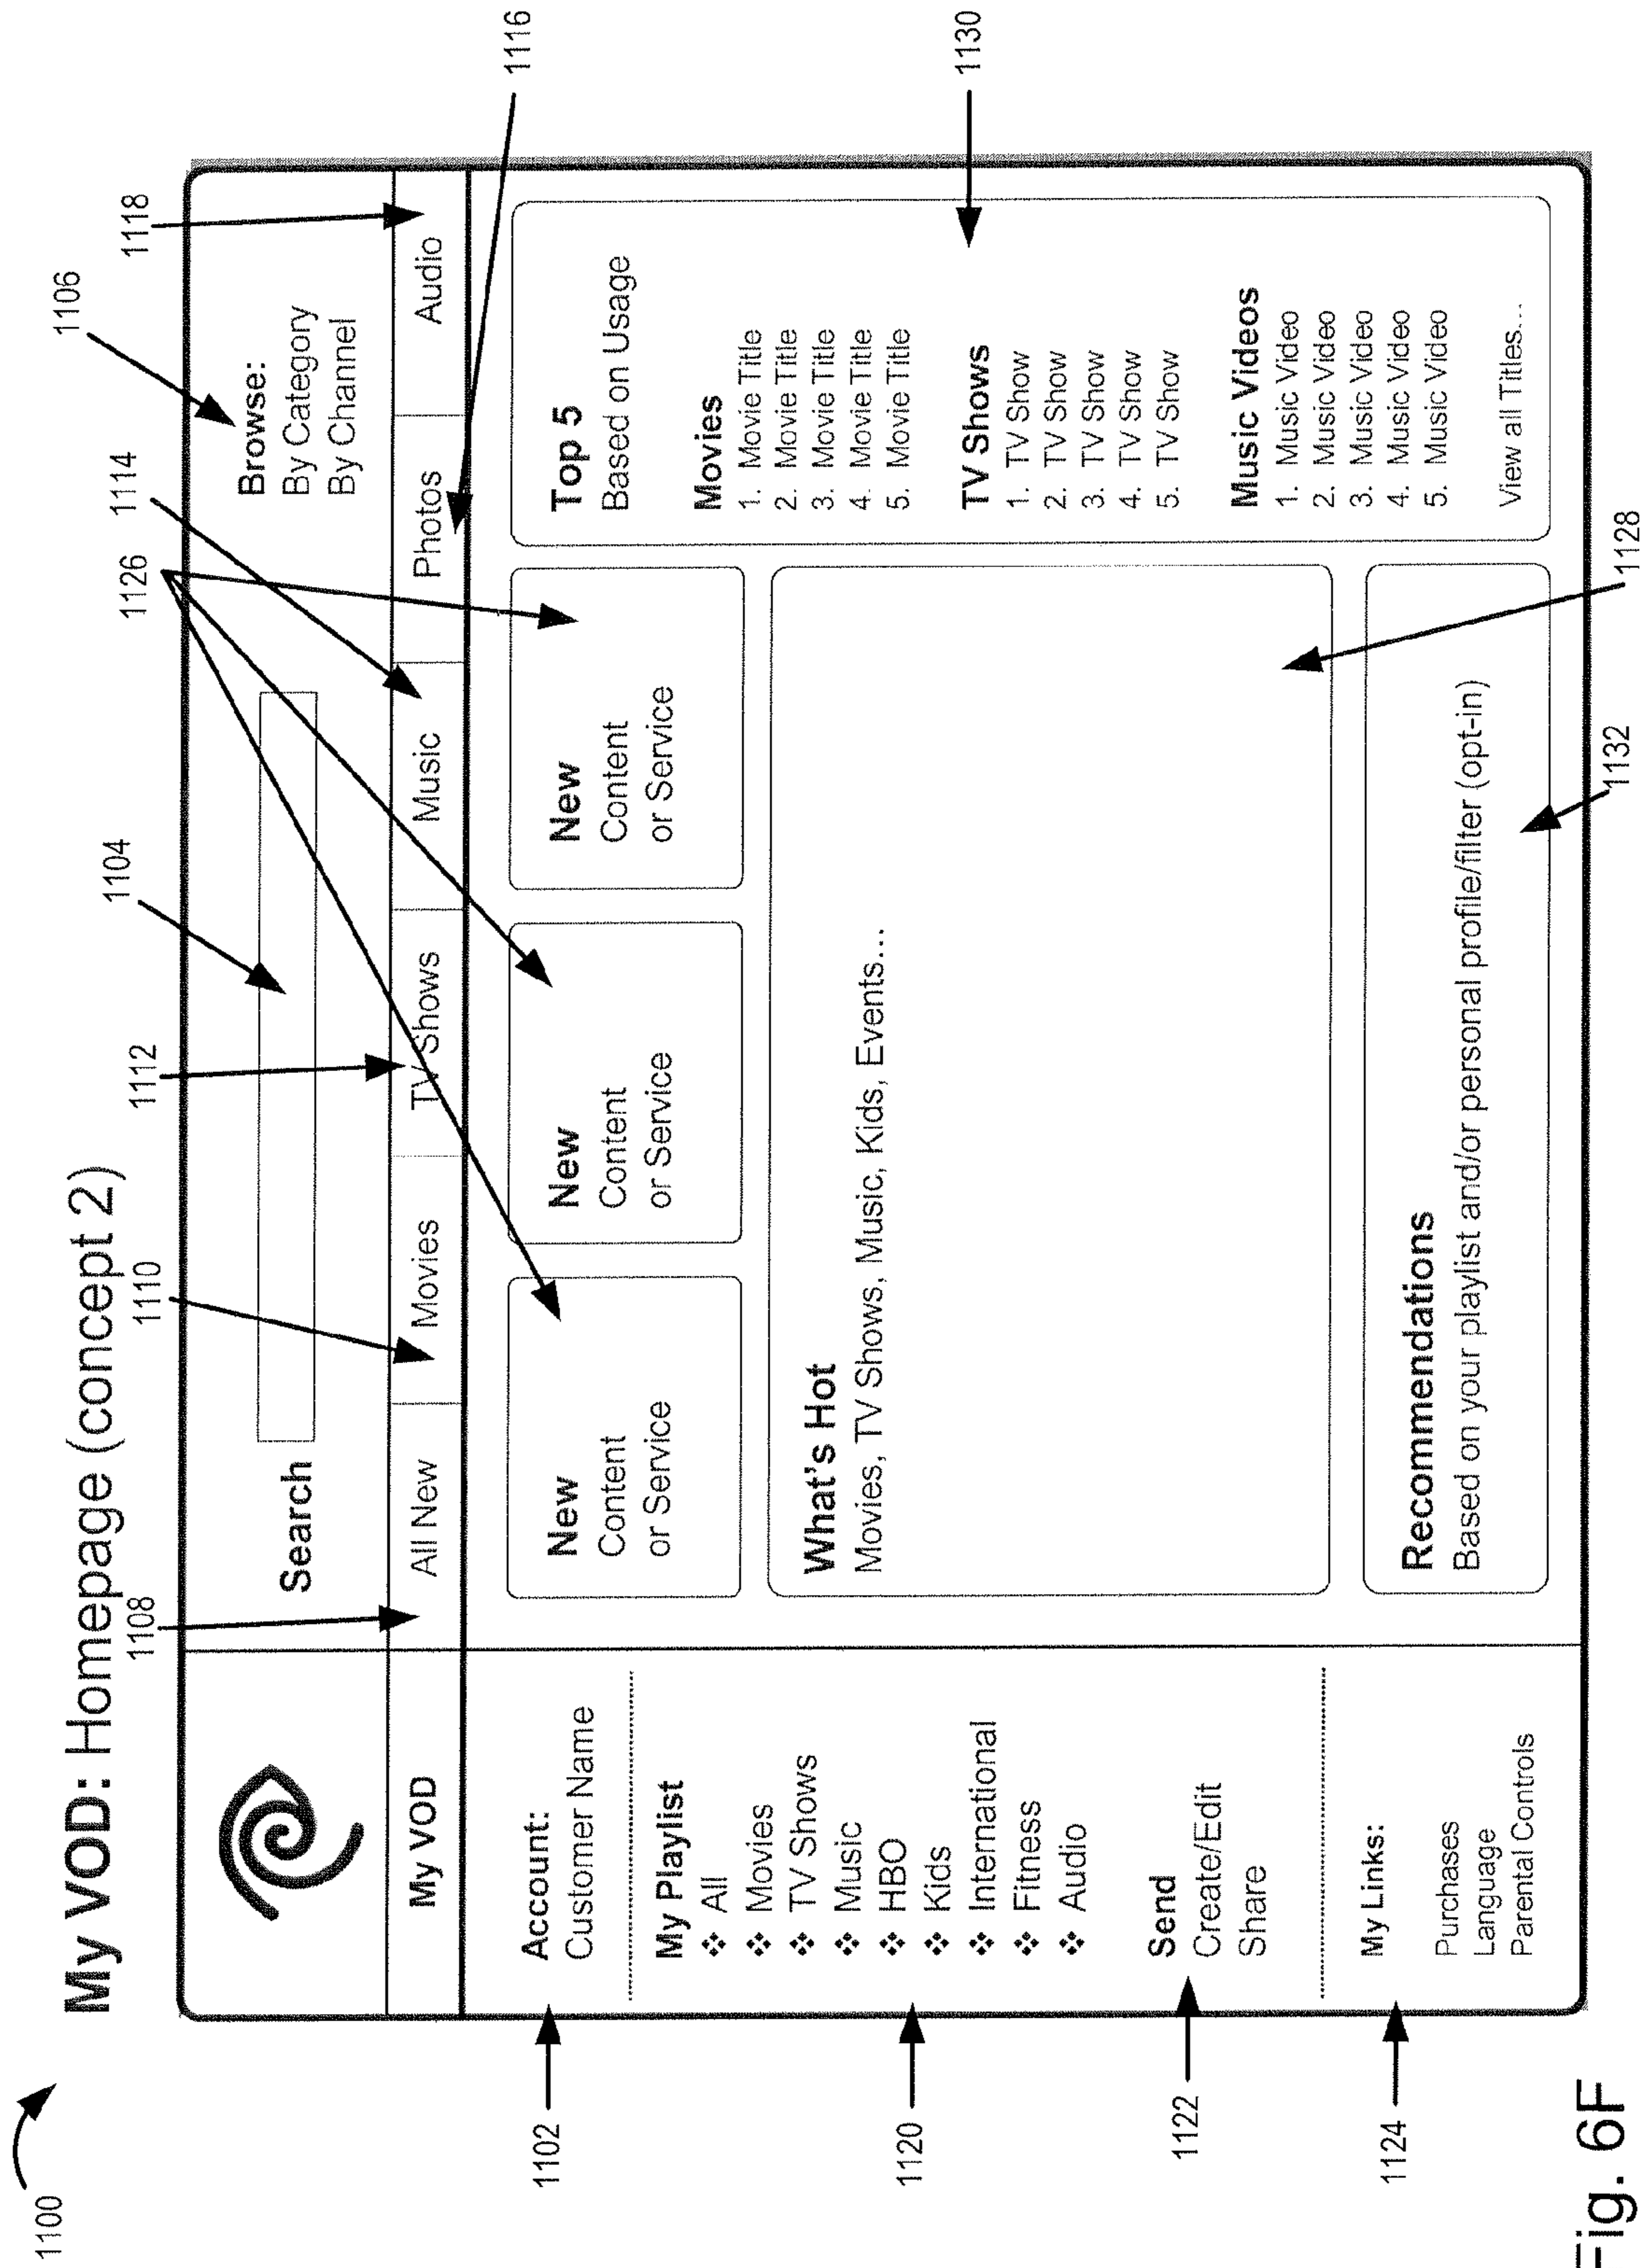 1100
My VOD: Homepage (concept 2)
1108
1110
1112
1104
1126
1114
1106
1118
1116
Search
Browse:
By Category
By Channel
My VOD
All New
Movies
TV Shows
Music
Photos
Audio
1102
Account:
Customer Name
1120
My Playlist
❖ All
❖ Movies
❖ TV Shows
❖ Music
❖ HBO
❖ Kids
❖ International
❖ Fitness
❖ Audio
1122
Send
Create/Edit
Share
1124
My Links:
Purchases
Language
Parental Controls
New
Content
or Service
New
Content
or Service
New
Content
or Service
What's Hot
Movies, TV Shows, Music, Kids, Events...
1128
Recommendations
Based on your playlist and/or personal profile/filter (opt-in)
1132
Top 5
Based on Usage
Movies
1. Movie Title
2. Movie Title
3. Movie Title
4. Movie Title
5. Movie Title
1130
TV Shows
1. TV Show
2. TV Show
3. TV Show
4. TV Show
5. TV Show
Music Videos
1. Music Video
2. Music Video
3. Music Video
4. Music Video
5. Music Video
View all Titles...
Fig. 6F